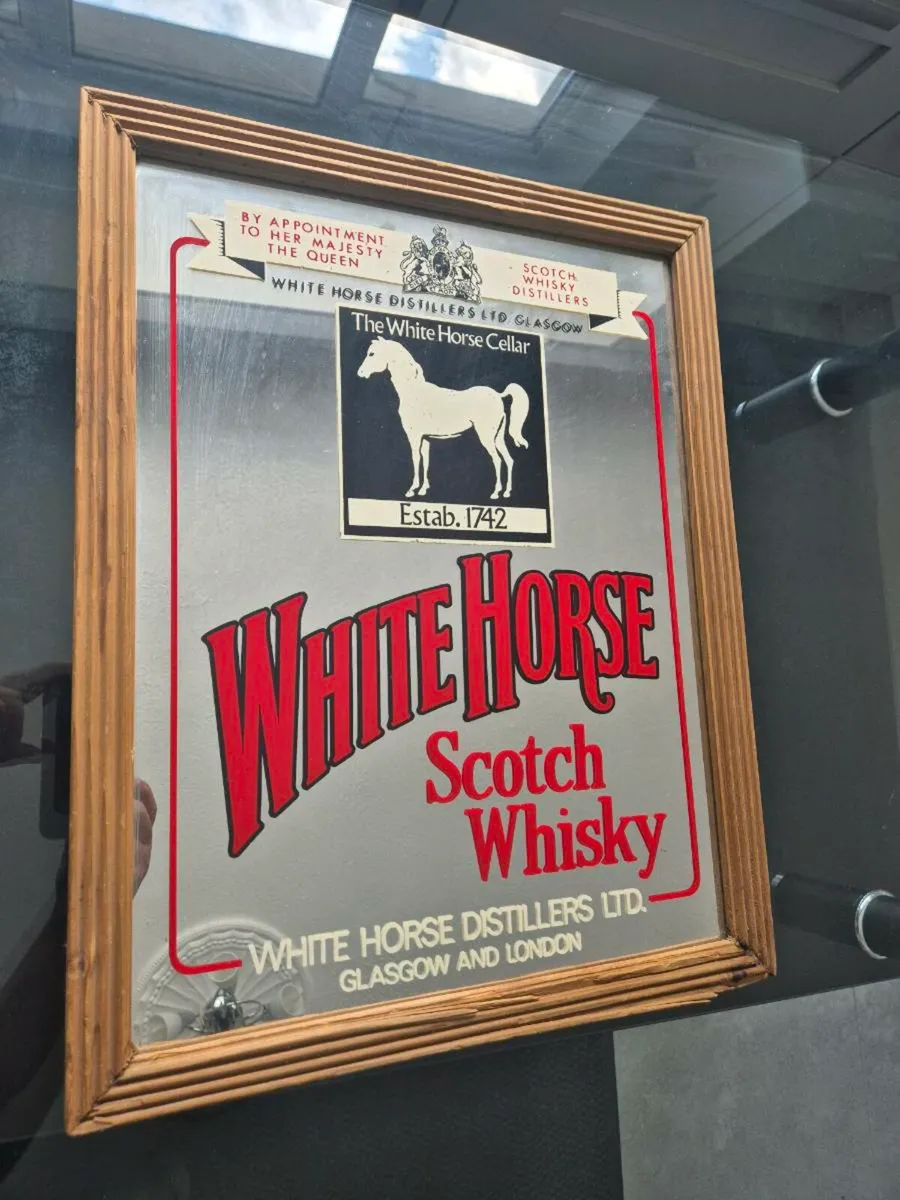 BY APPOINTMENT
TO HER MAJESTY
THE QUEEN
SCOTCH
WHISKY
DISTILLERS
WHITE HORSE DISTILLERS LTD. GLASGOW
The White Horse Cellar
Estab. 1742
WHITE HORSE
Scotch
Whisky
WHITE HORSE DISTILLERS LTD.
GLASGOW AND LONDON